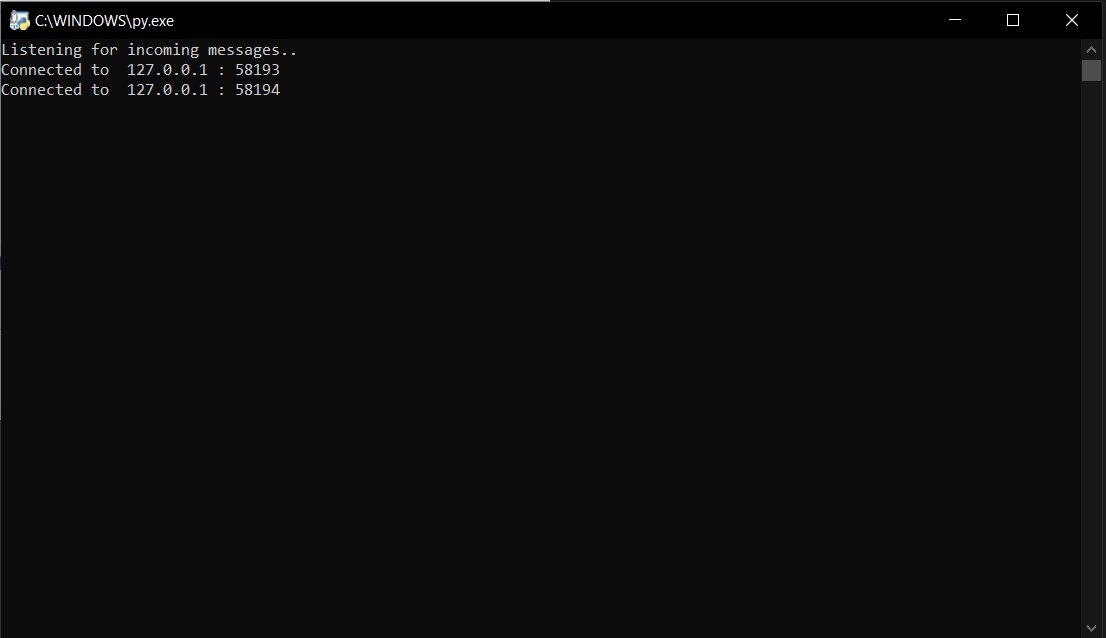 C:\WINDOWS\py.exe
Listening for incoming messages..
Connected to  127.0.0.1 : 58193
Connected to  127.0.0.1 : 58194